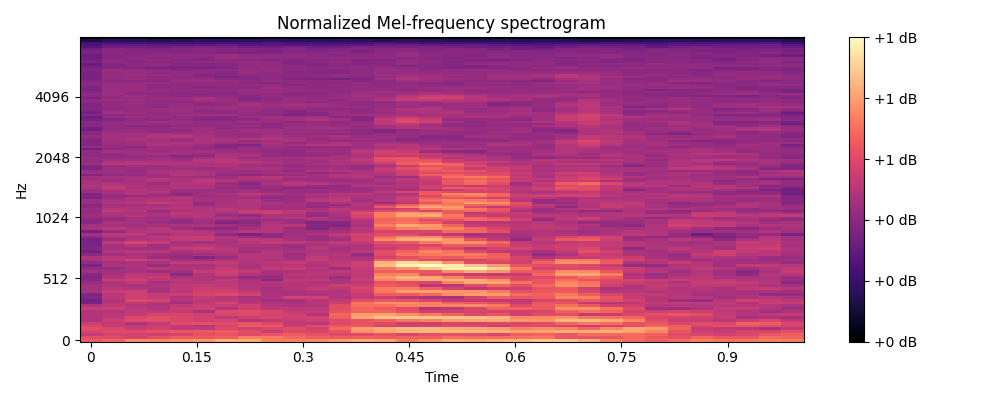 Normalized Mel-frequency spectrogram
Hz
4096
2048
1024
512
0
0 0.15 0.3 0.45 0.6 0.75 0.9
Time
+1 dB
+1 dB
+1 dB
+0 dB
+0 dB
+0 dB